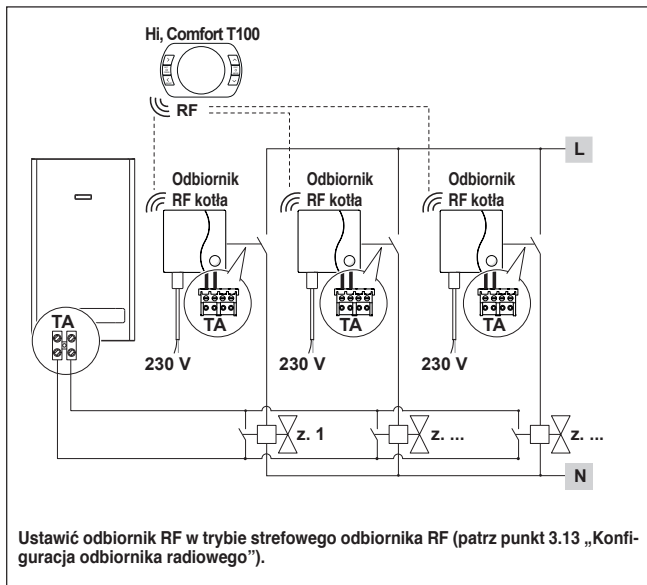 Hi, Comfort T100
RF
L
Odbiornik
RF kotła
Odbiornik
RF kotła
Odbiornik
RF kotła
TA
TA
TA
TA
230 V
230 V
230 V
z. 1
z. ...
z. ...
N
Ustawić odbiornik RF w trybie strefowego odbiornika RF (patrz punkt 3.13 „Konfi-
guracja odbiornika radiowego”).